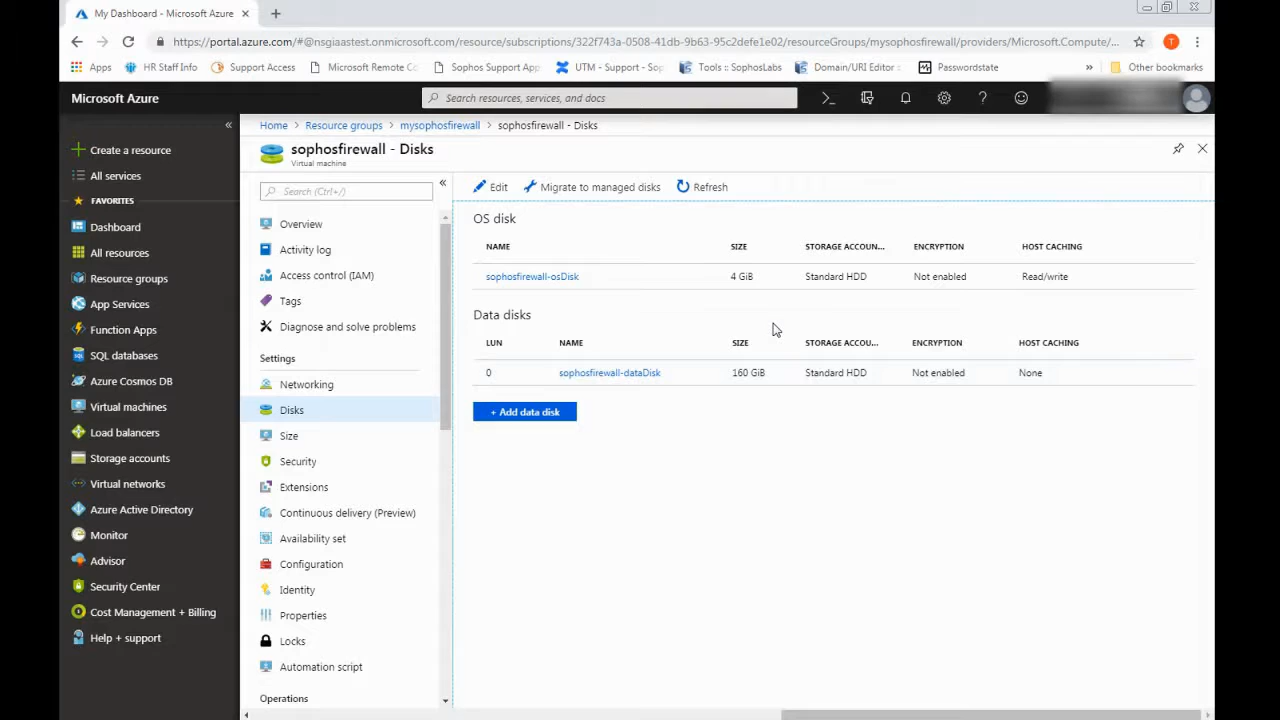 My Dashboard - Microsoft Azure
https://portal.azure.com/#@nsgiaastest.onmicrosoft.com/resource/subscriptions/322f743a-0508-41db-9b63-95c2defe1e02/resourceGroups/mysophosfirewall/providers/Microsoft.Compute/...
T
Apps HR Staff Info Support Access Microsoft Remote Co Sophos Support App UTM - Support - Sop Tools :: SophosLabs Domain/URI Editor : Passwordstate » Other bookmarks
Microsoft Azure
Search resources, services, and docs
Home > Resource groups > mysophosfirewall > sophosfirewall - Disks
sophosfirewall - Disks
Virtual machine
Create a resource
All services
FAVORITES
Dashboard
All resources
Resource groups
App Services
Function Apps
SQL databases
Azure Cosmos DB
Virtual machines
Load balancers
Storage accounts
Virtual networks
Azure Active Directory
Monitor
Advisor
Security Center
Cost Management + Billing
Help + support
Search (Ctrl+/)
Overview
Activity log
Access control (IAM)
Tags
Diagnose and solve problems
Settings
Networking
Disks
Size
Security
Extensions
Continuous delivery (Preview)
Availability set
Configuration
Identity
Properties
Locks
Automation script
Operations
Edit Migrate to managed disks Refresh
OS disk
NAME SIZE STORAGE ACCOUN... ENCRYPTION HOST CACHING
sophosfirewall-osDisk 4 GiB Standard HDD Not enabled Read/write
Data disks
LUN NAME SIZE STORAGE ACCOU... ENCRYPTION HOST CACHING
0 sophosfirewall-dataDisk 160 GiB Standard HDD Not enabled None
+ Add data disk